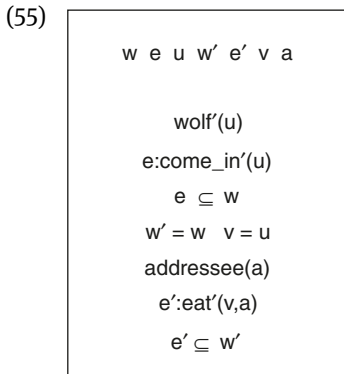 (55)
w e u w′ e′ v a
wolf′(u)
e:come_in′(u)
e ⊆ w
w′ = w v = u
addressee(a)
e′:eat′(v,a)
e′ ⊆ w′